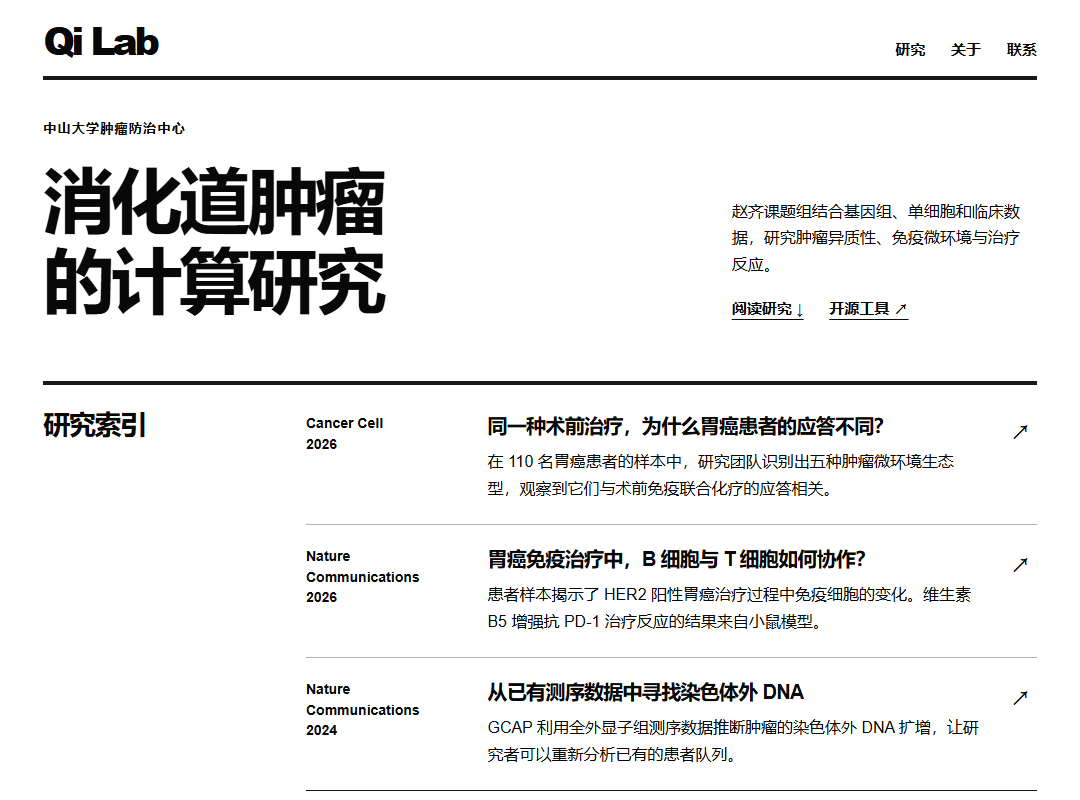 Qi Lab
研究 关于 联系
中山大学肿瘤防治中心
消化道肿瘤
的计算研究
赵齐课题组结合基因组、单细胞和临床数
据，研究肿瘤异质性、免疫微环境与治疗
反应。
阅读研究 ↓ 开源工具 ↗
研究索引
Cancer Cell
2026
同一种术前治疗，为什么胃癌患者的应答不同？ ↗
在 110 名胃癌患者的样本中，研究团队识别出五种肿瘤微环境生态
型，观察到它们与术前免疫联合化疗的应答相关。
Nature
Communications
2026
胃癌免疫治疗中，B 细胞与 T 细胞如何协作？ ↗
患者样本揭示了 HER2 阳性胃癌治疗过程中免疫细胞的变化。维生素
B5 增强抗 PD-1 治疗反应的结果来自小鼠模型。
Nature
Communications
2024
从已有测序数据中寻找染色体外 DNA ↗
GCAP 利用全外显子组测序数据推断肿瘤的染色体外 DNA 扩增，让研
究者可以重新分析已有的患者队列。